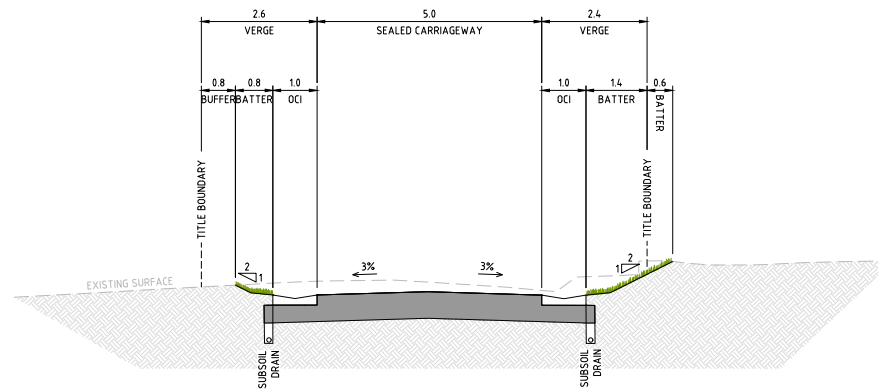 2.6
5.0
2.4
VERGE
SEALED CARRIAGEWAY
VERGE
0.8
0.8
1.0
1.0
1.4
0.6
BUFFER
BATTER
OCI
OCI
BATTER
BATTER
TITLE BOUNDARY
TITLE BOUNDARY
2
1
3%
3%
2
1
EXISTING SURFACE
SUBSOIL
DRAIN
SUBSOIL
DRAIN